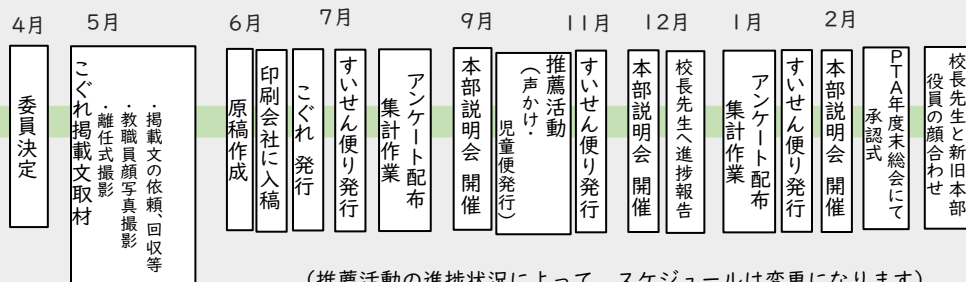 4月
委員決定
5月
こぐれ掲載文取材
・離任式撮影
・教職員顔写真撮影
・掲載文の依頼、回収等
6月
原稿作成
印刷会社に入稿
7月
こぐれ 発行
すいせん便り発行
アンケート配布
集計作業
9月
本部説明会 開催
推薦活動
(声かけ・
児童便発行)
11月
すいせん便り発行
12月
本部説明会 開催
校長先生へ進捗報告
1月
アンケート配布
集計作業
すいせん便り発行
2月
本部説明会 開催
PTA年度末総会にて
承認式
校長先生と新旧本部
役員の顔合わせ
(推薦活動の進捗状況によって、スケジュールは変更になります)